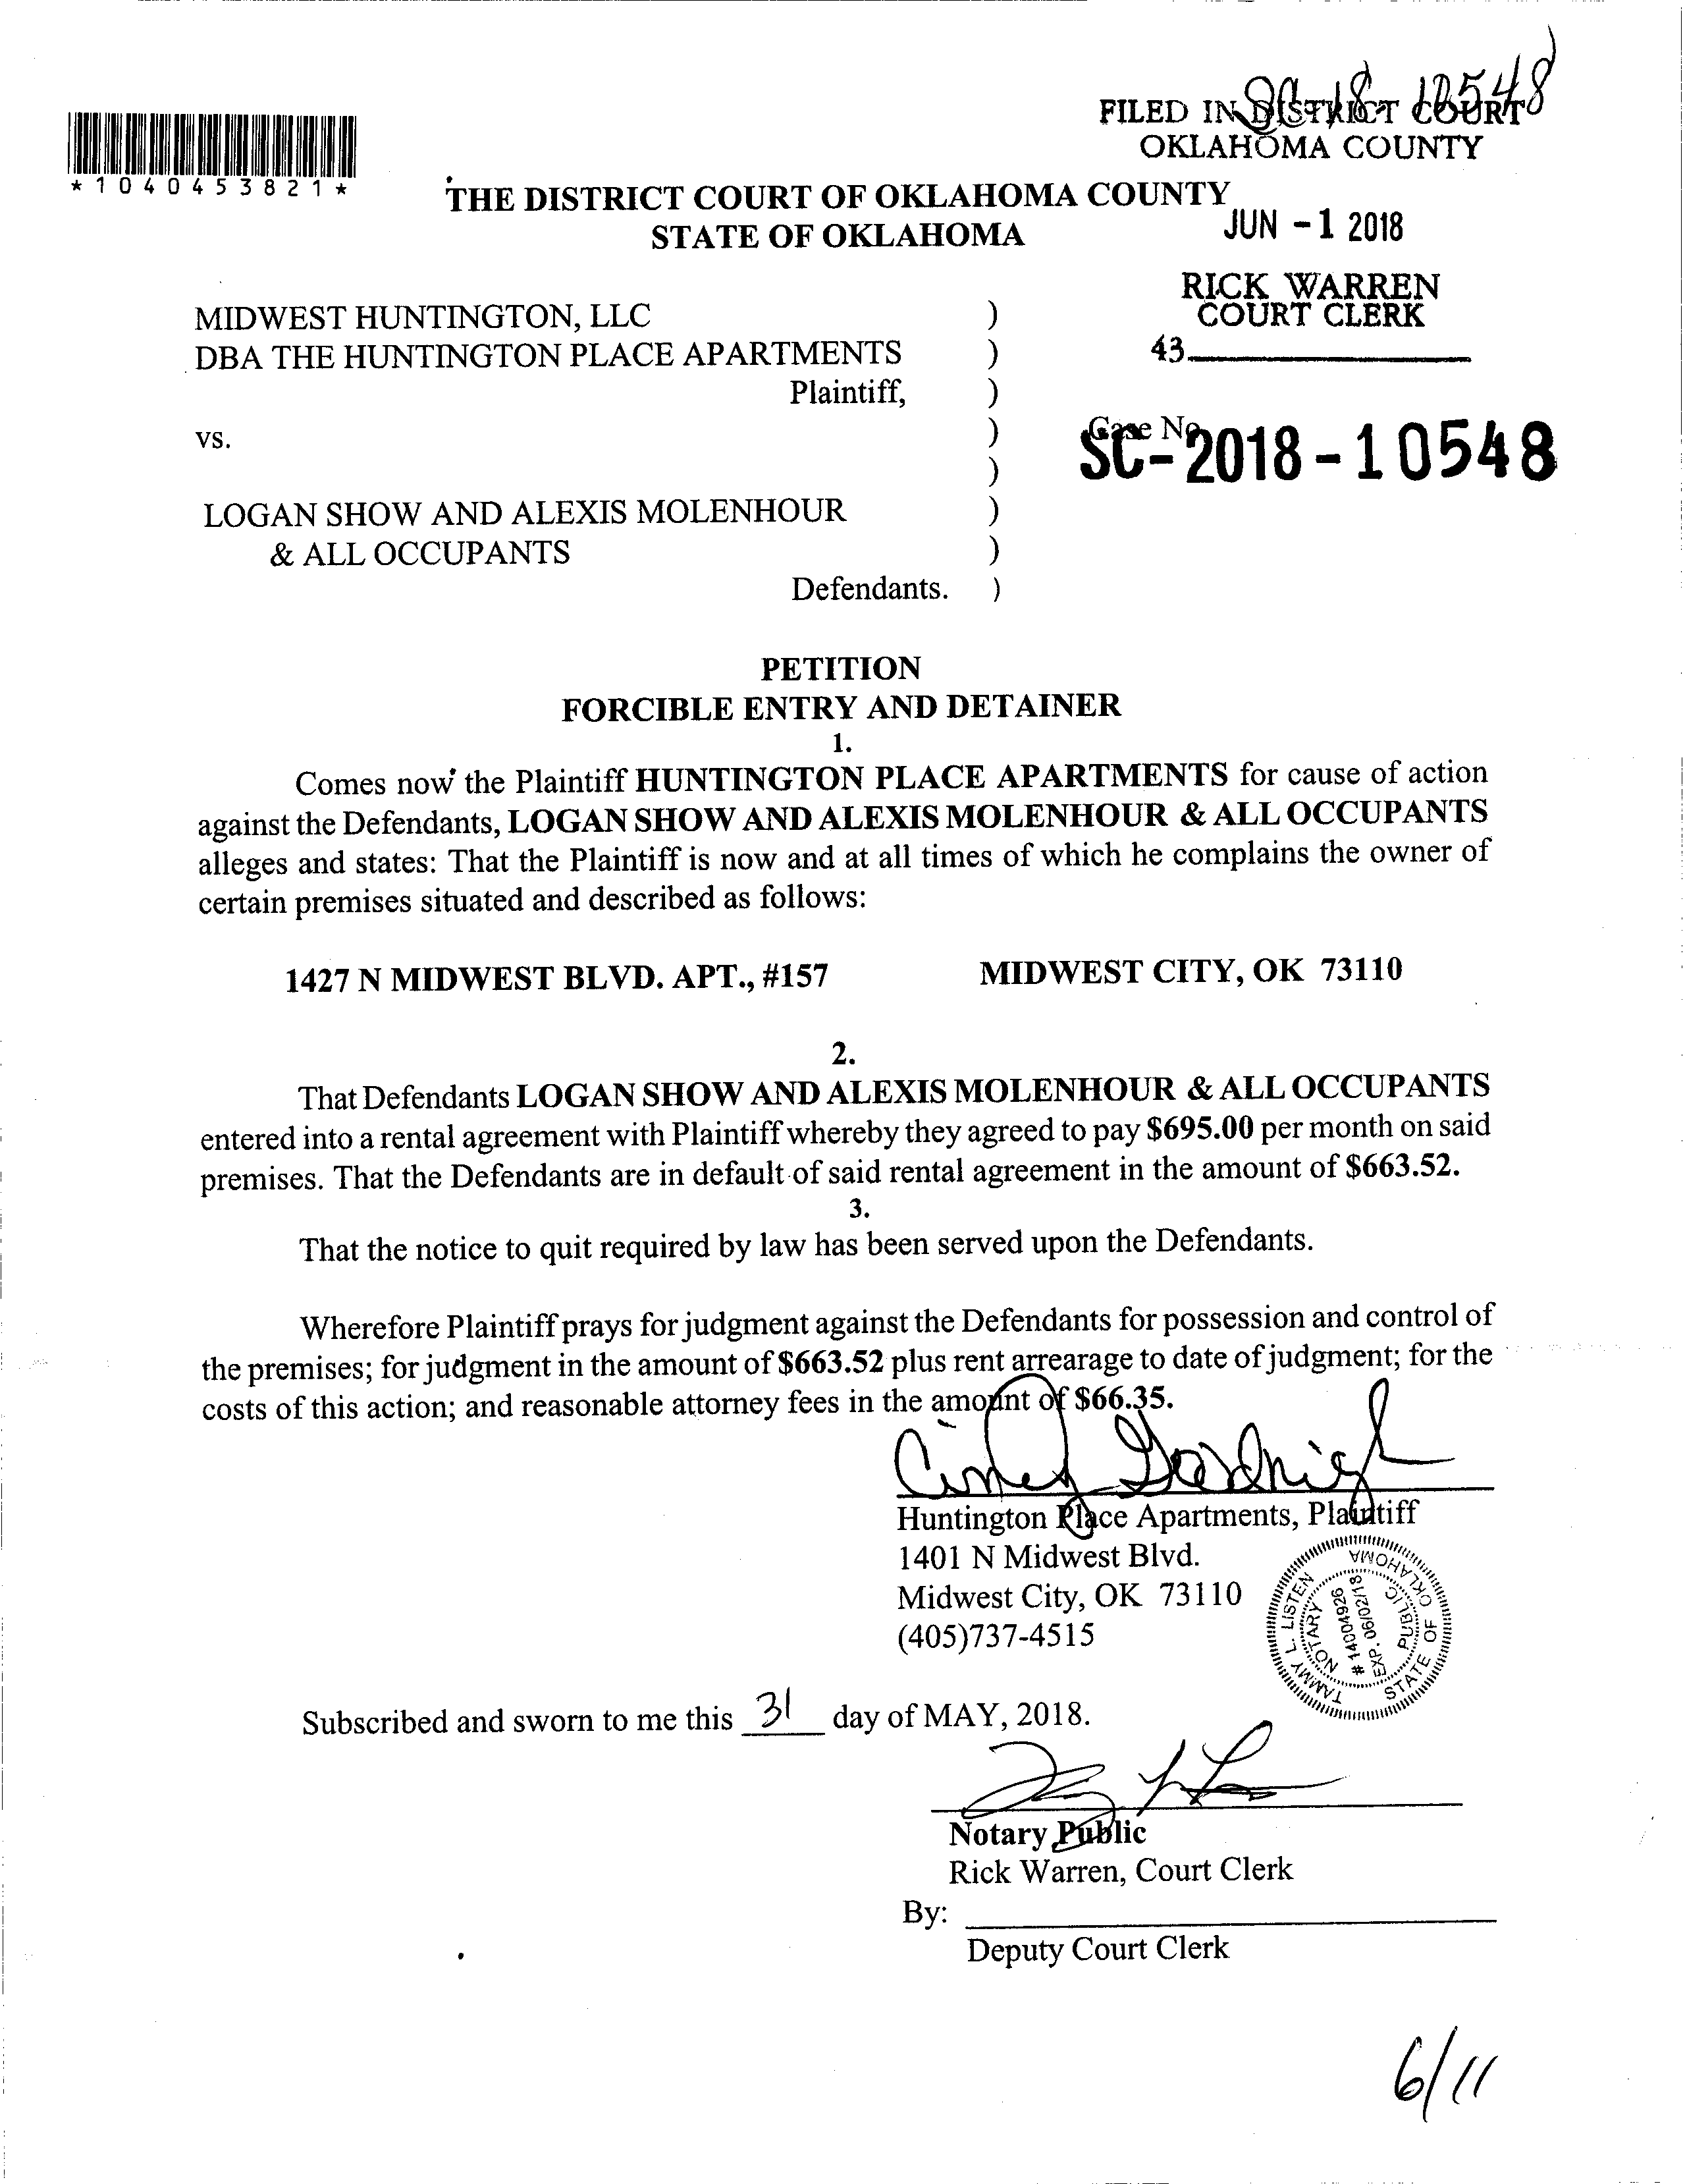 SC-18-10548
FILED IN DISTRICT COURT
OKLAHOMA COUNTY
*1040453821*
THE DISTRICT COURT OF OKLAHOMA COUNTY
STATE OF OKLAHOMA
JUN -1 2018
RICK WARREN
COURT CLERK
43
MIDWEST HUNTINGTON, LLC )
DBA THE HUNTINGTON PLACE APARTMENTS )
Plaintiff, )
vs. )
)
Case No.
SC-2018-10548
LOGAN SHOW AND ALEXIS MOLENHOUR )
& ALL OCCUPANTS )
Defendants. )
PETITION
FORCIBLE ENTRY AND DETAINER
1.
Comes now the Plaintiff HUNTINGTON PLACE APARTMENTS for cause of action
against the Defendants, LOGAN SHOW AND ALEXIS MOLENHOUR & ALL OCCUPANTS
alleges and states: That the Plaintiff is now and at all times of which he complains the owner of
certain premises situated and described as follows:
1427 N MIDWEST BLVD. APT., #157 MIDWEST CITY, OK 73110
2.
That Defendants LOGAN SHOW AND ALEXIS MOLENHOUR & ALL OCCUPANTS
entered into a rental agreement with Plaintiff whereby they agreed to pay $695.00 per month on said
premises. That the Defendants are in default of said rental agreement in the amount of $663.52.
3.
That the notice to quit required by law has been served upon the Defendants.
Wherefore Plaintiff prays for judgment against the Defendants for possession and control of
the premises; for judgment in the amount of $663.52 plus rent arrearage to date of judgment; for the
costs of this action; and reasonable attorney fees in the amount of $66.35.
Huntington Place Apartments, Plaintiff
1401 N Midwest Blvd.
Midwest City, OK 73110
(405)737-4515
TAMMY L. LISTEN
NOTARY
# 14004926
EXP. 06/02/18
PUBLIC
STATE OF OKLAHOMA
Subscribed and sworn to me this 31 day of MAY, 2018.
Notary Public
Rick Warren, Court Clerk
By:
Deputy Court Clerk
6/11